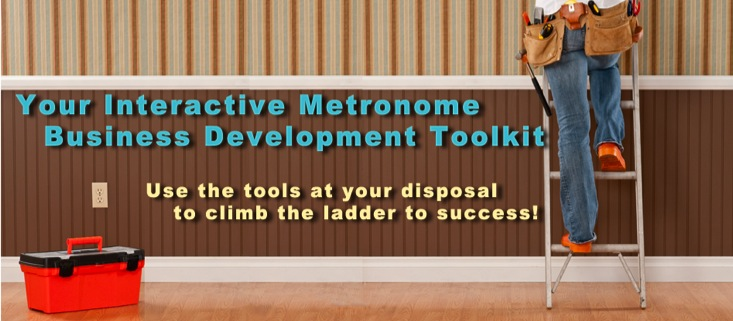 Your Interactive Metronome
Business Development Toolkit
Use the tools at your disposal
to climb the ladder to success!